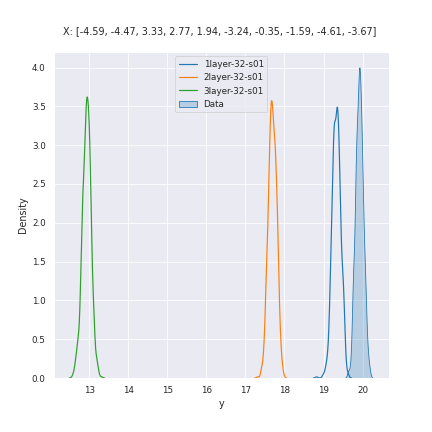 X: [-4.59, -4.47, 3.33, 2.77, 1.94, -3.24, -0.35, -1.59, -4.61, -3.67]
1layer-32-s01
2layer-32-s01
3layer-32-s01
Data
Density
4.0
3.5
3.0
2.5
2.0
1.5
1.0
0.5
0.0
13 14 15 16 17 18 19 20
y